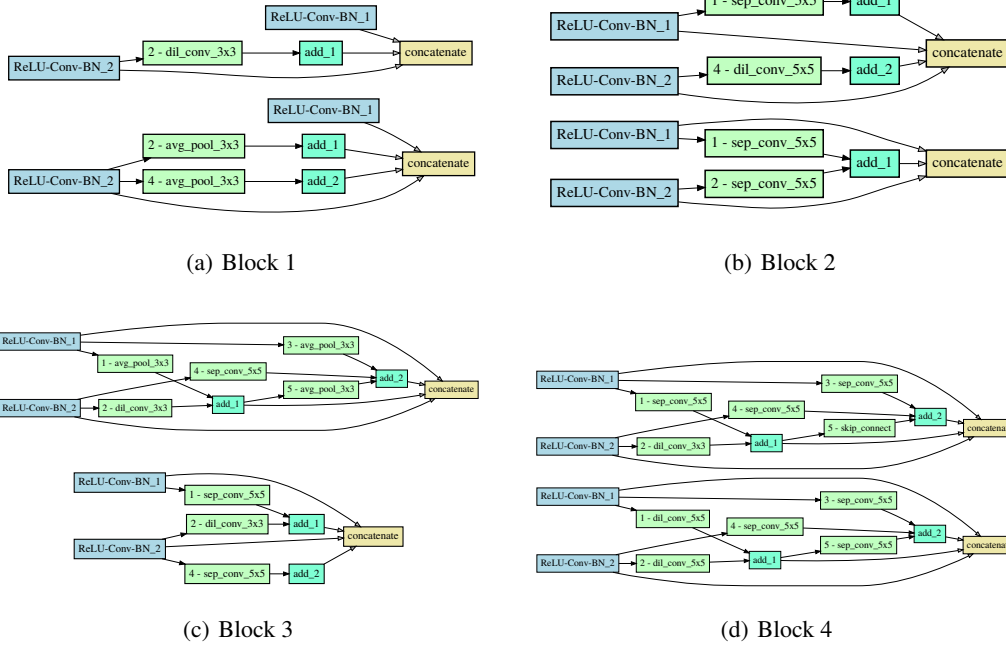 ReLU-Conv-BN_1
2 - dil_conv_3x3
add_1
concatenate
ReLU-Conv-BN_2
ReLU-Conv-BN_1
2 - avg_pool_3x3
add_1
concatenate
ReLU-Conv-BN_2
4 - avg_pool_3x3
add_2
(a) Block 1
1 - sep_conv_5x5
add_1
ReLU-Conv-BN_1
concatenate
ReLU-Conv-BN_2
4 - dil_conv_5x5
add_2
ReLU-Conv-BN_1
1 - sep_conv_5x5
add_1
concatenate
ReLU-Conv-BN_2
2 - sep_conv_5x5
(b) Block 2
ReLU-Conv-BN_1
3 - avg_pool_3x3
1 - avg_pool_3x3
4 - sep_conv_5x5
add_2
5 - avg_pool_3x3
concatenate
ReLU-Conv-BN_2
2 - dil_conv_3x3
add_1
ReLU-Conv-BN_1
1 - sep_conv_5x5
2 - dil_conv_3x3
add_1
concatenate
ReLU-Conv-BN_2
4 - sep_conv_5x5
add_2
(c) Block 3
ReLU-Conv-BN_1
3 - sep_conv_5x5
1 - sep_conv_5x5
4 - sep_conv_5x5
add_2
5 - skip_connect
concatena
ReLU-Conv-BN_2
2 - dil_conv_3x3
add_1
ReLU-Conv-BN_1
3 - sep_conv_5x5
1 - dil_conv_5x5
4 - sep_conv_5x5
add_2
5 - sep_conv_5x5
concatena
ReLU-Conv-BN_2
2 - dil_conv_5x5
add_1
(d) Block 4